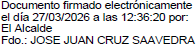 Documento firmado electrónicamente
el día 27/03/2026 a las 12:36:20 por:
El Alcalde
Fdo.: JOSE JUAN CRUZ SAAVEDRA